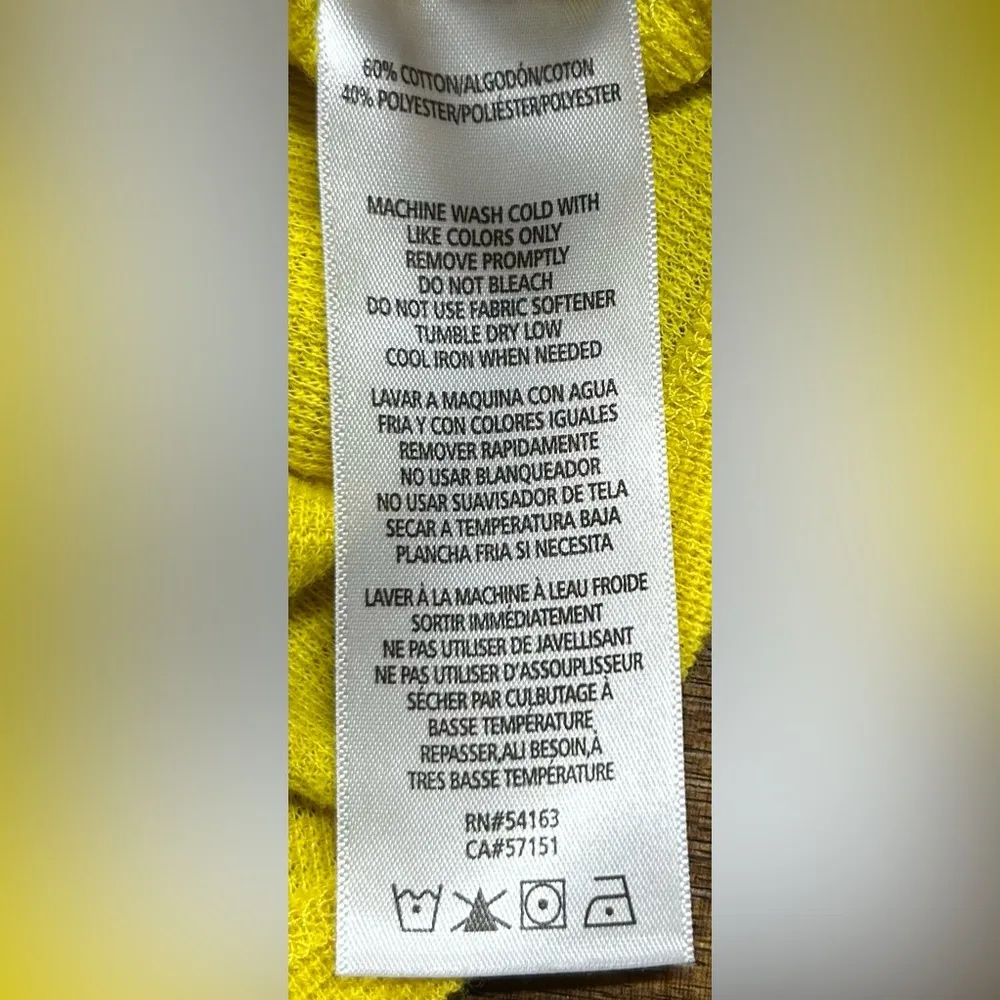 60% COTTON/ALGODÓN/COTON
40% POLYESTER/POLIÉSTER/POLYESTER
MACHINE WASH COLD WITH
LIKE COLORS ONLY
REMOVE PROMPTLY
DO NOT BLEACH
DO NOT USE FABRIC SOFTENER
TUMBLE DRY LOW
COOL IRON WHEN NEEDED
LAVAR A MAQUINA CON AGUA
FRIA Y CON COLORES IGUALES
REMOVER RAPIDAMENTE
NO USAR BLANQUEADOR
NO USAR SUAVISADOR DE TELA
SECAR A TEMPERATURA BAJA
PLANCHA FRIA SI NECESITA
LAVER À LA MACHINE À LEAU FROIDE
SORTIR IMMÉDIATEMENT
NE PAS UTILISER DE JAVELLISANT
NE PAS UTILISER D'ASSOUPLISSEUR
SÉCHER PAR CULBUTAGE À
BASSE TEMPÉRATURE
REPASSER,AU BESOIN,À
TRES BASSE TEMPÉRATURE
RN#54163
CA#57151